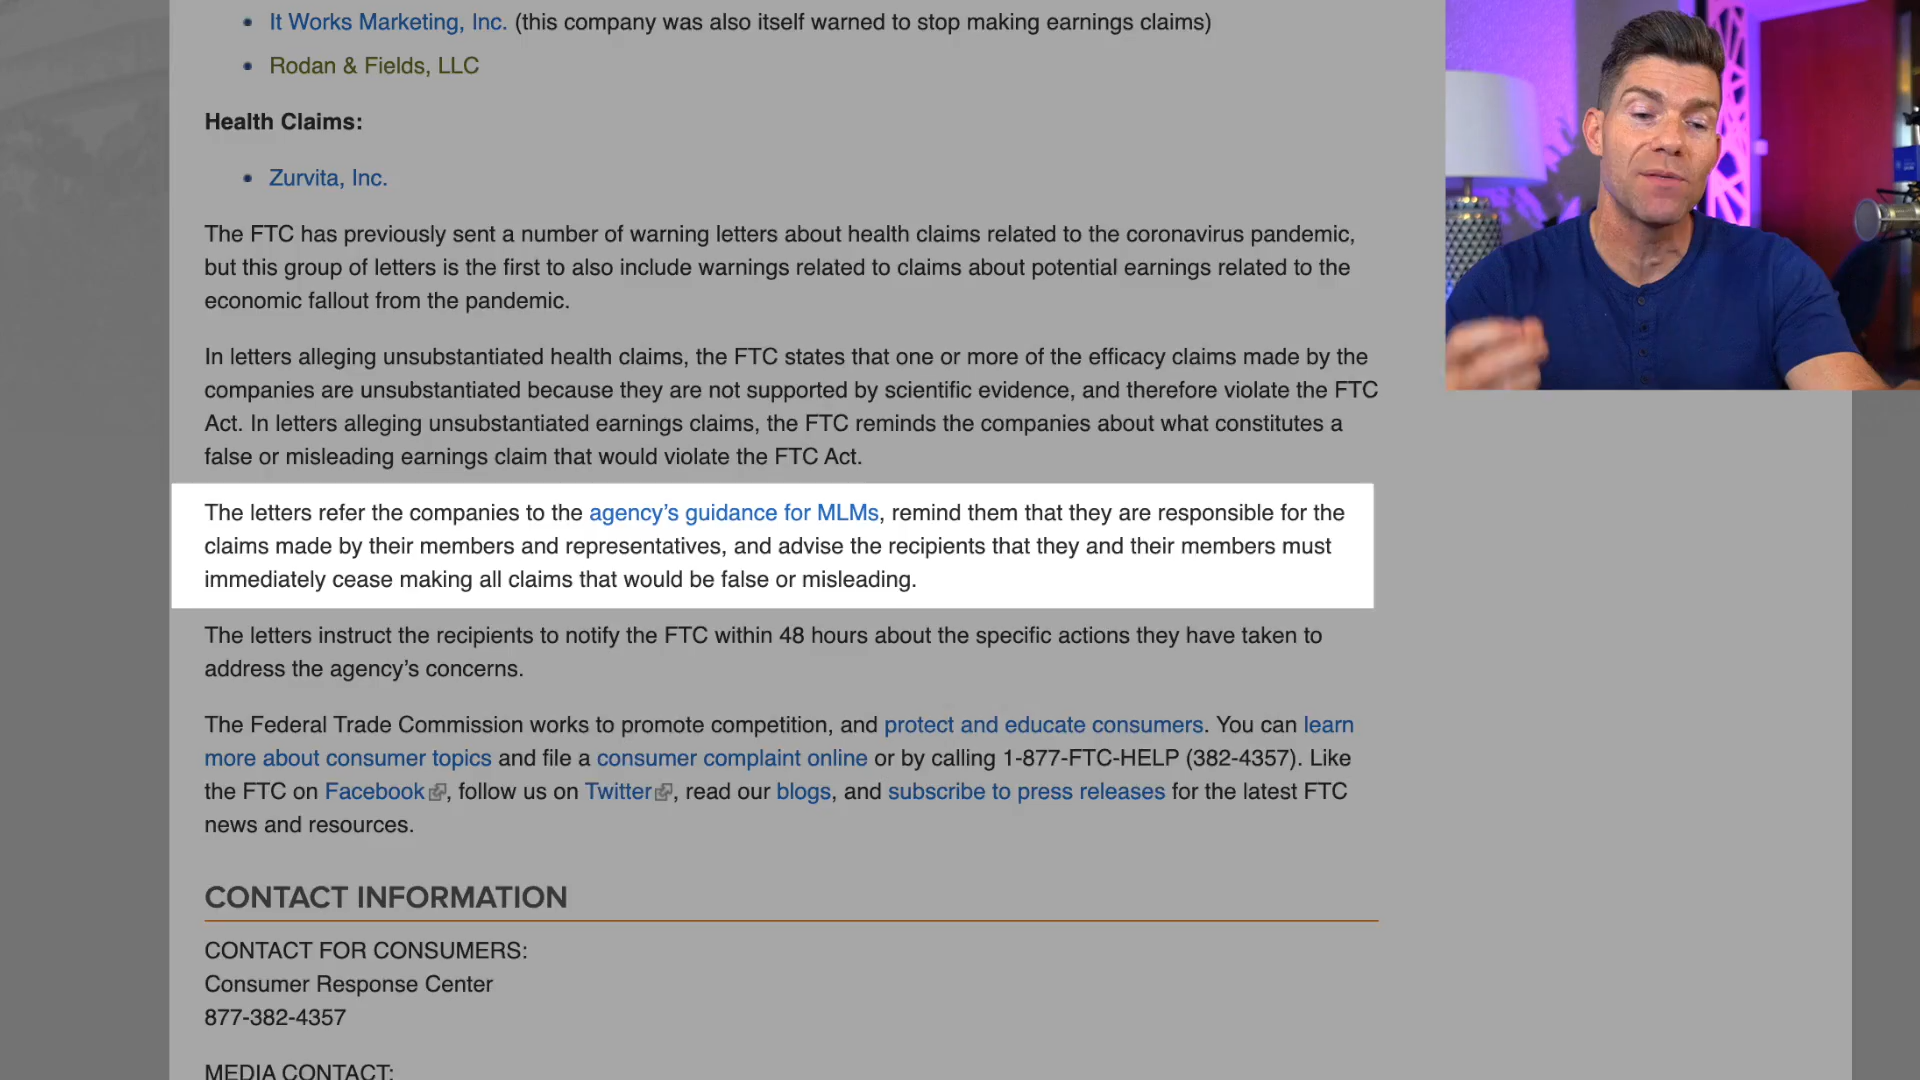 It Works Marketing, Inc. (this company was also itself warned to stop making earnings claims)
Rodan & Fields, LLC
Health Claims:
Zurvita, Inc.
The FTC has previously sent a number of warning letters about health claims related to the coronavirus pandemic,
but this group of letters is the first to also include warnings related to claims about potential earnings related to the
economic fallout from the pandemic.
In letters alleging unsubstantiated health claims, the FTC states that one or more of the efficacy claims made by the
companies are unsubstantiated because they are not supported by scientific evidence, and therefore violate the FTC
Act. In letters alleging unsubstantiated earnings claims, the FTC reminds the companies about what constitutes a
false or misleading earnings claim that would violate the FTC Act.
The letters refer the companies to the agency’s guidance for MLMs, remind them that they are responsible for the
claims made by their members and representatives, and advise the recipients that they and their members must
immediately cease making all claims that would be false or misleading.
The letters instruct the recipients to notify the FTC within 48 hours about the specific actions they have taken to
address the agency’s concerns.
The Federal Trade Commission works to promote competition, and protect and educate consumers. You can learn
more about consumer topics and file a consumer complaint online or by calling 1-877-FTC-HELP (382-4357). Like
the FTC on Facebook, follow us on Twitter, read our blogs, and subscribe to press releases for the latest FTC
news and resources.
CONTACT INFORMATION
CONTACT FOR CONSUMERS:
Consumer Response Center
877-382-4357
MEDIA CONTACT: